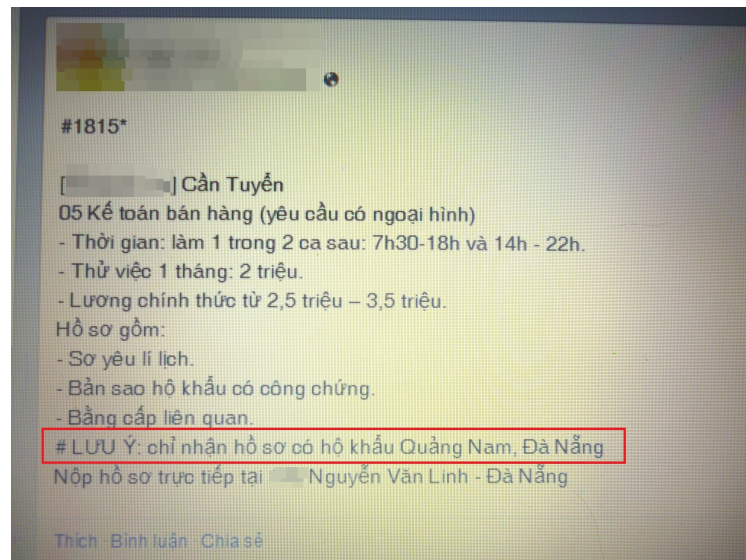 #1815*
[ ] Cần Tuyển
05 Kế toán bán hàng (yêu cầu có ngoại hình)
- Thời gian: làm 1 trong 2 ca sau: 7h30-18h và 14h - 22h.
- Thử việc 1 tháng: 2 triệu.
- Lương chính thức từ 2,5 triệu – 3,5 triệu.
Hồ sơ gồm:
- Sơ yêu lí lịch.
- Bản sao hộ khẩu có công chứng.
- Bằng cấp liên quan.
# LƯU Ý: chỉ nhận hồ sơ có hộ khẩu Quảng Nam, Đà Nẵng
Nộp hồ sơ trực tiếp tại Nguyễn Văn Linh - Đà Nẵng
Thích · Bình luận · Chia sẻ